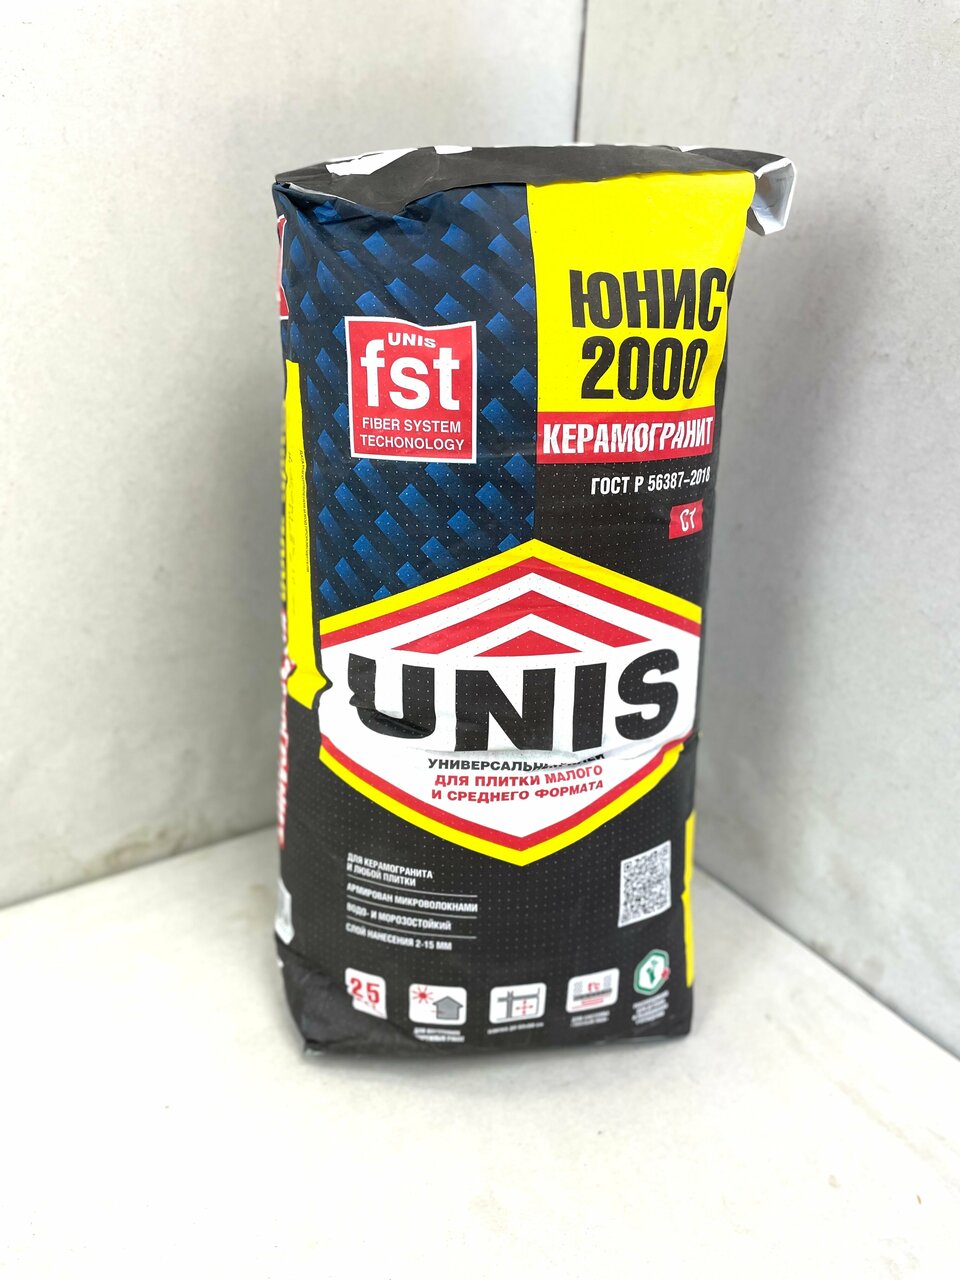 UNIS
fst
FIBER SYSTEM
TECHONOLOGY
ЮНИС
2000
КЕРАМОГРАНИТ
ГОСТ Р 56387-2018
UNIS
ДЛЯ ПЛИТКИ МАЛОГО
И СРЕДНЕГО ФОРМАТА
ДЛЯ КЕРАМОГРАНИТА
И ЛЮБОЙ ПЛИТКИ
АРМИРОВАН МИКРОВОЛОКНАМИ
ВОДО- И МОРОЗОСТОЙКИЙ
СЛОЙ НАНЕСЕНИЯ 2-15 ММ
25